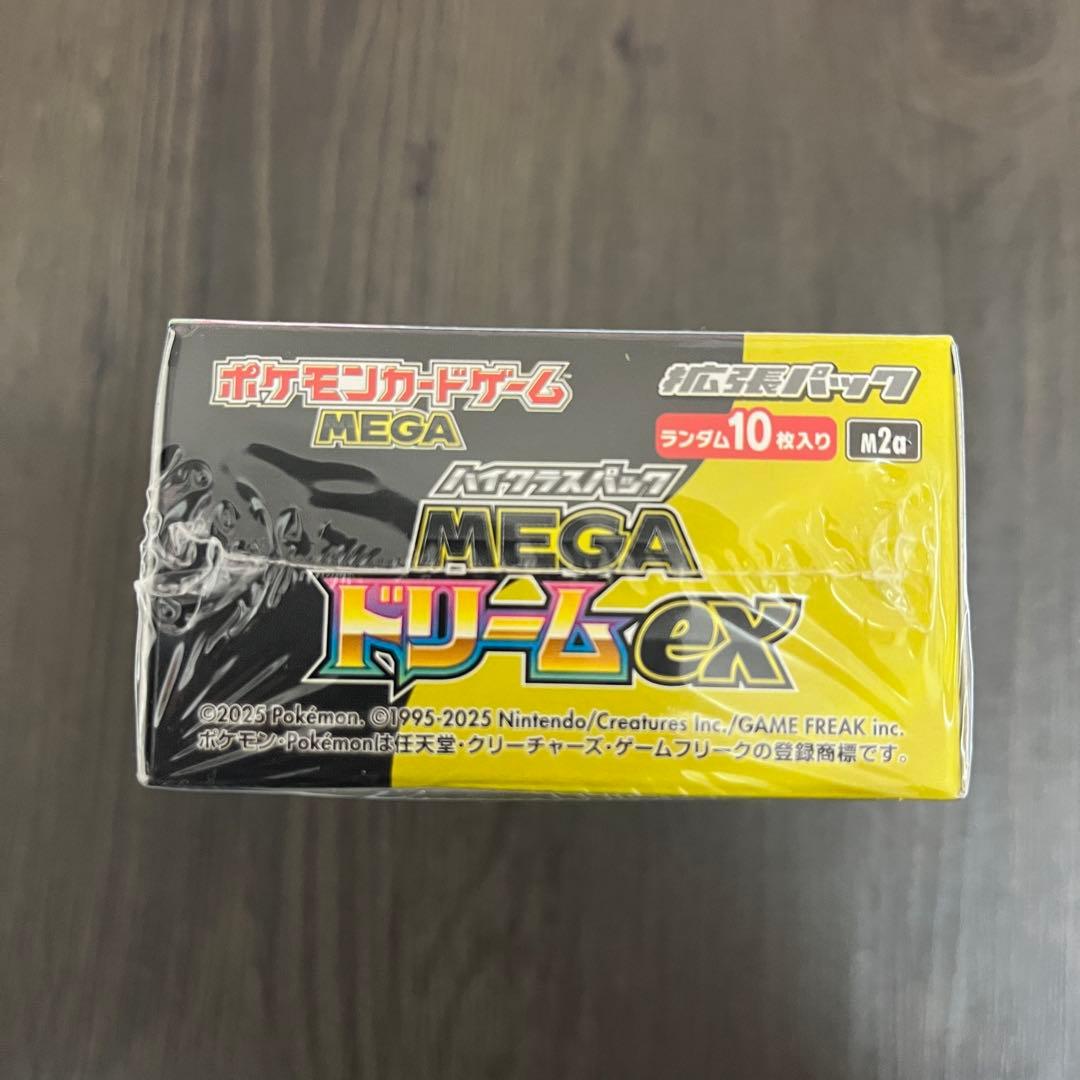 ポケモンカードゲーム
MEGA
拡張パック
ランダム10枚入り M2a
ハイクラスパック
MEGA
ドリームex
©2025 Pokémon. ©1995-2025 Nintendo/Creatures Inc./GAME FREAK inc.
ポケモン・Pokémonは任天堂・クリーチャーズ・ゲームフリークの登録商標です。